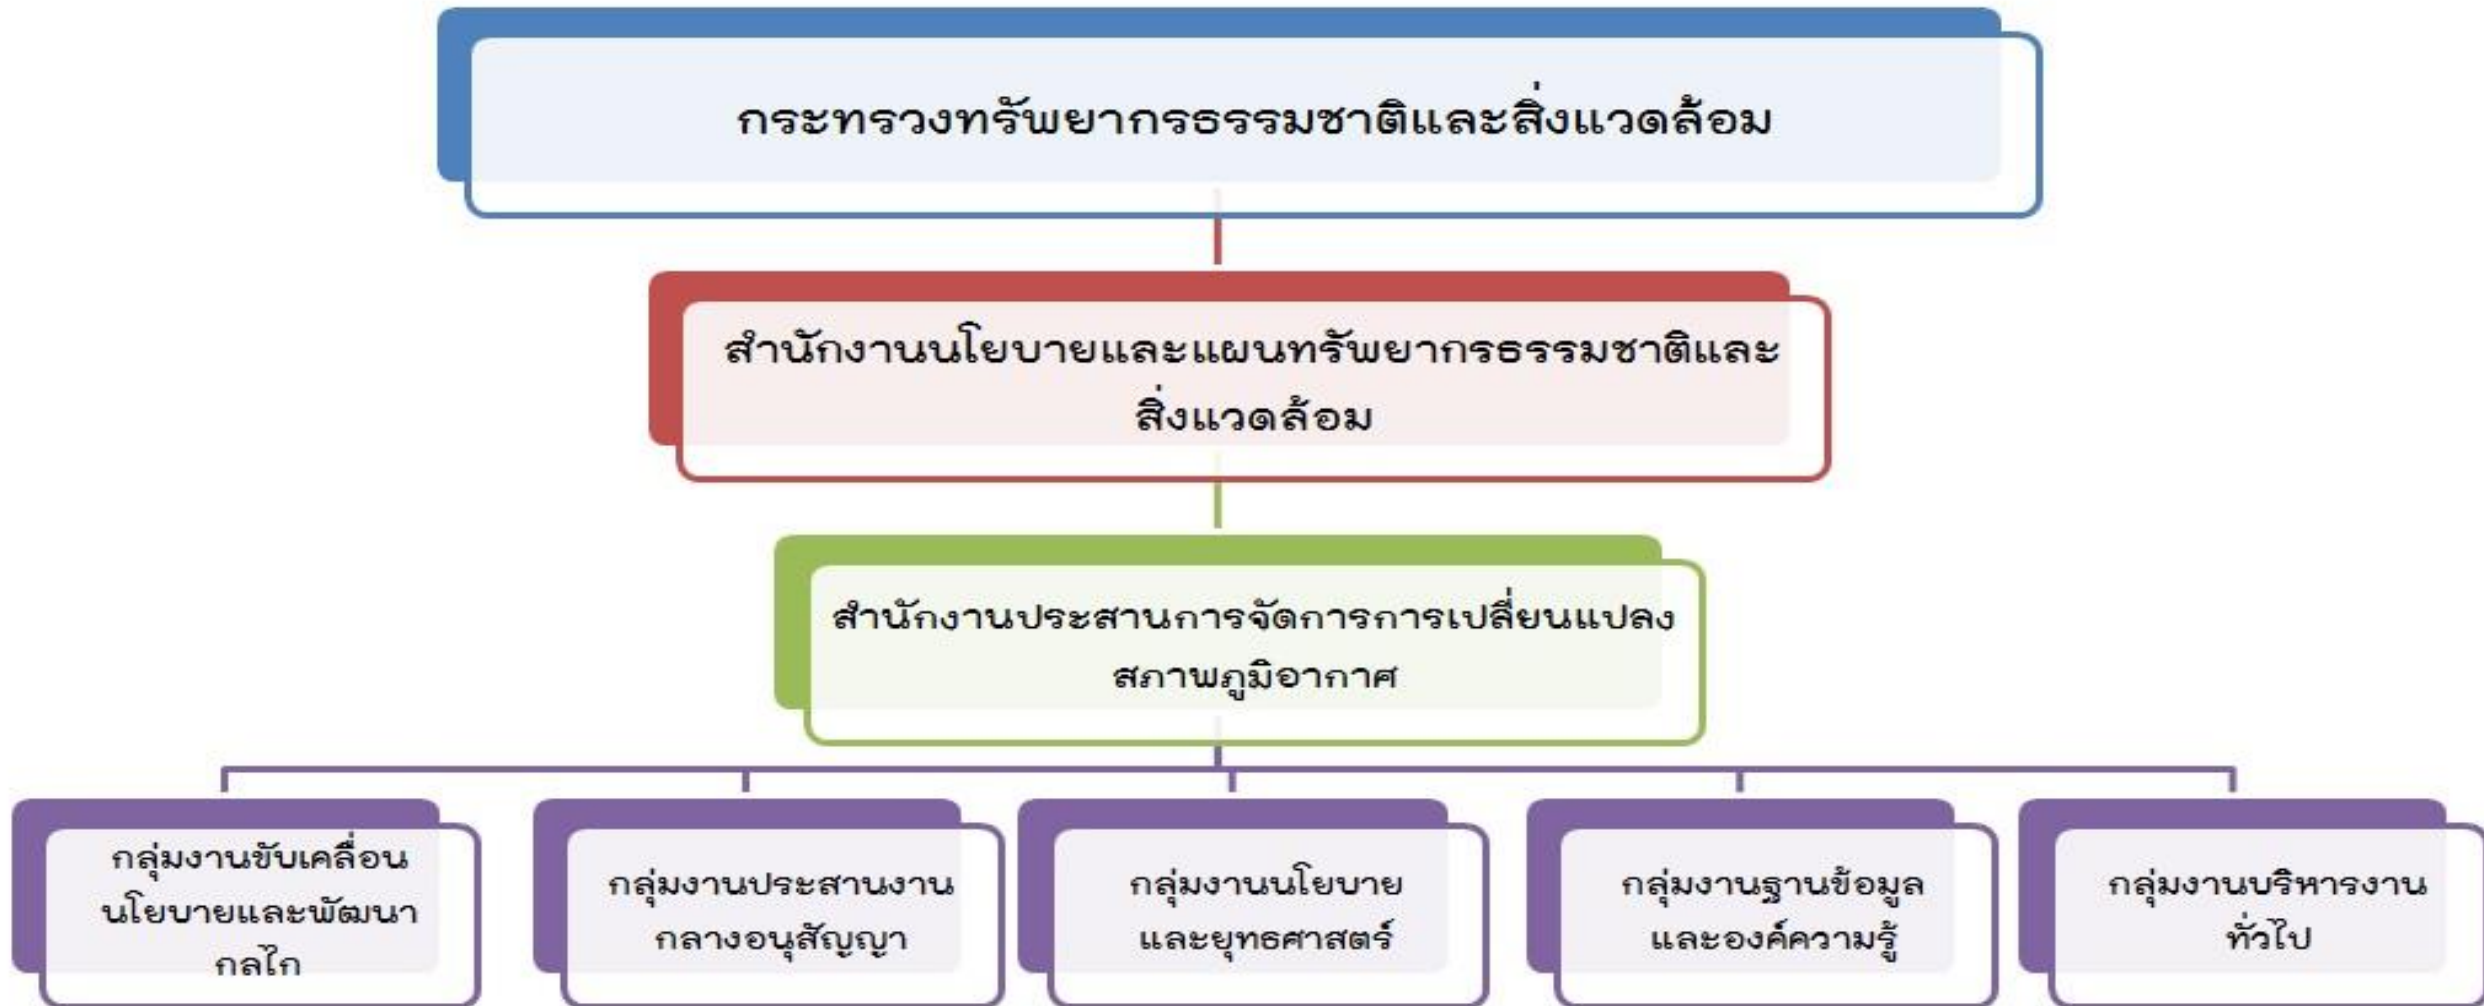 กระทรวงทรัพยากรธรรมชาติและสิ่งแวดล้อม
สำนักงานนโยบายและแผนทรัพยากรธรรมชาติและ
สิ่งแวดล้อม
สำนักงานประสานการจัดการการเปลี่ยนแปลง
สภาพภูมิอากาศ
กลุ่มงานขับเคลื่อน
นโยบายและพัฒนา
กลไก
กลุ่มงานประสานงาน
กลางอนุสัญญา
กลุ่มงานนโยบาย
และยุทธศาสตร์
กลุ่มงานฐานข้อมูล
และองค์ความรู้
กลุ่มงานบริหารงาน
ทั่วไป